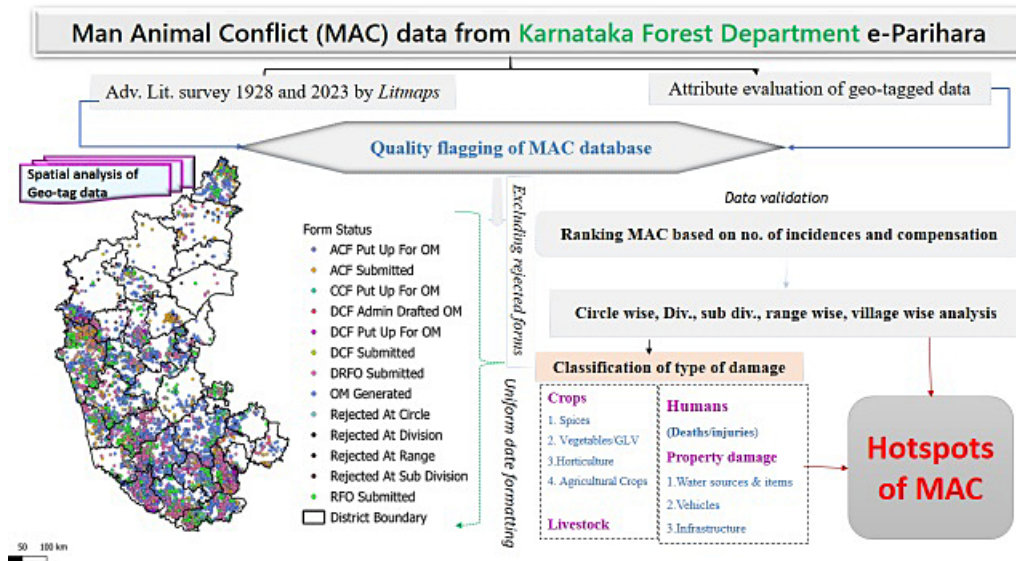 Man Animal Conflict (MAC) data from Karnataka Forest Department e-Parihara
Adv. Lit. survey 1928 and 2023 by Litmaps
Attribute evaluation of geo-tagged data
Quality flagging of MAC database
Spatial analysis of
Geo-tag data
Form Status
ACF Put Up For OM
ACF Submitted
CCF Put Up For OM
DCF Admin Drafted OM
DCF Put Up For OM
DCF Submitted
DRFO Submitted
OM Generated
Rejected At Circle
Rejected At Division
Rejected At Range
Rejected At Sub Division
RFO Submitted
District Boundary
50 100 km
Excluding rejected forms
Uniform date formatting
Data validation
Ranking MAC based on no. of incidences and compensation
Circle wise, Div., sub div., range wise, village wise analysis
Classification of type of damage
Crops
1. Spices
2. Vegetables/GLV
3.Horticulture
4. Agricultural Crops
Livestock
Humans
(Deaths/injuries)
Property damage
1.Water sources & items
2.Vehicles
3.Infrastructure
Hotspots
of MAC